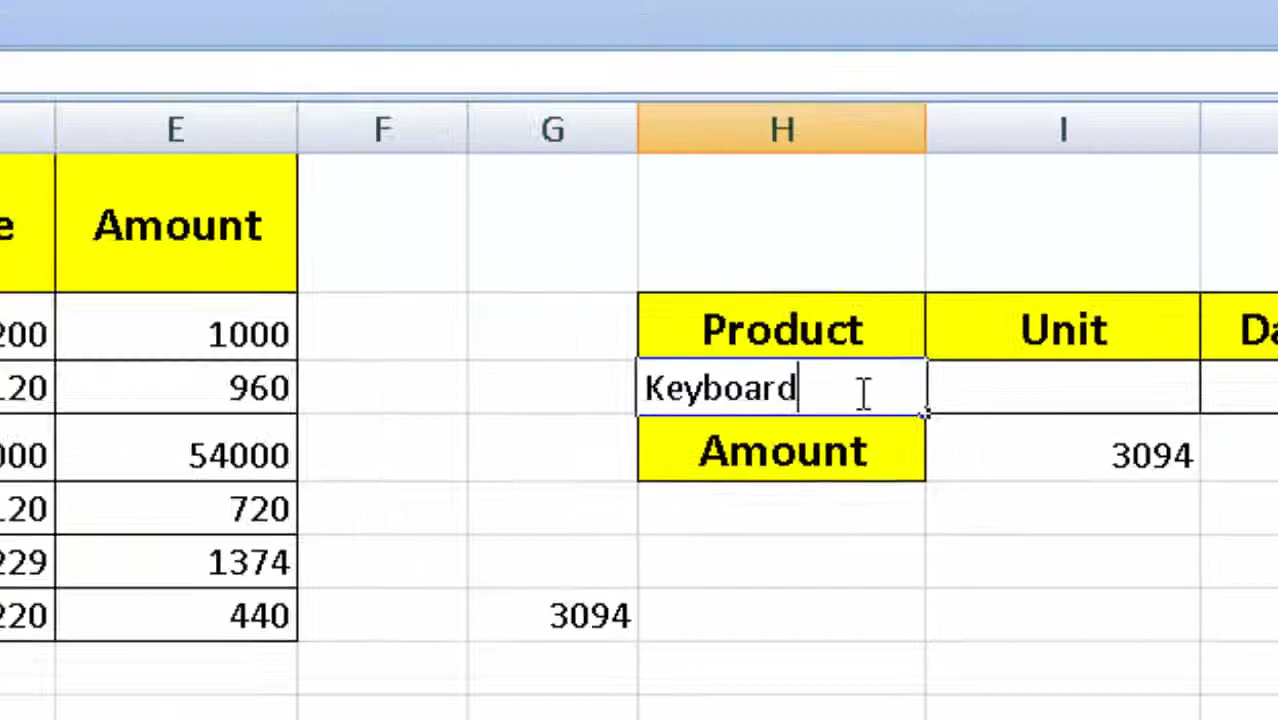 E F G H I
e Amount
200 1000 Product Unit Da
120 960 Keyboard
000 54000 Amount 3094
120 720
229 1374
220 440 3094